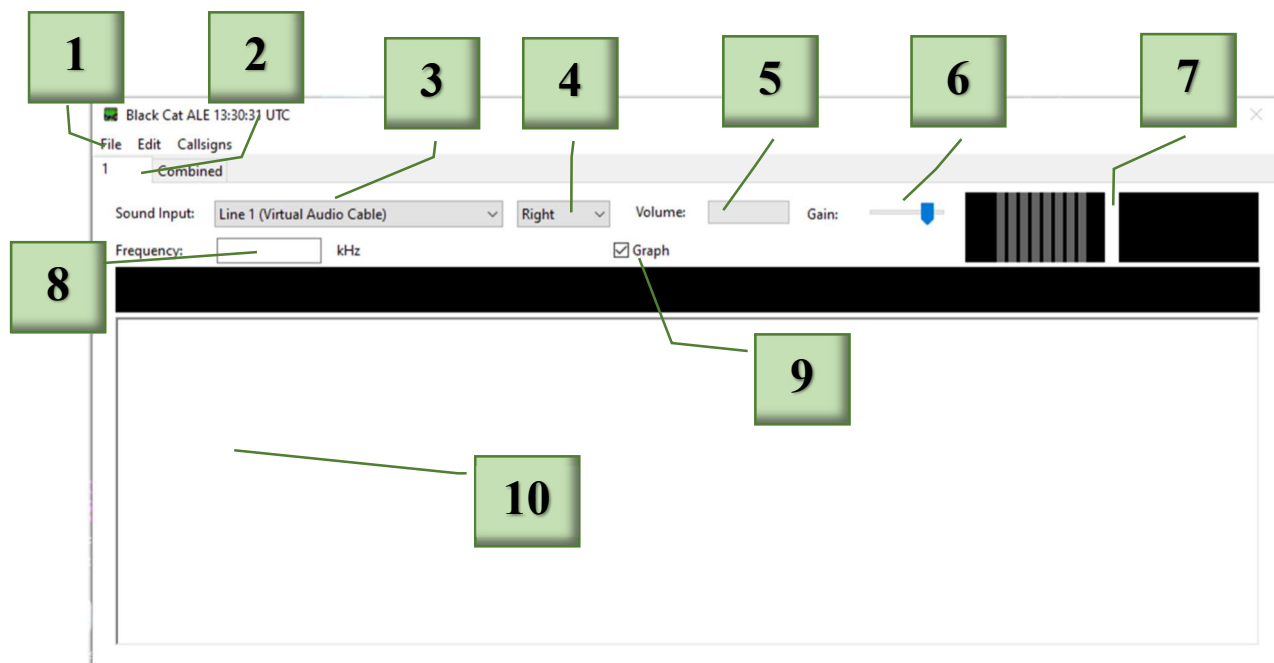 1 2 3 4 5 6 7
Black Cat ALE 13:30:31 UTC
File Edit Callsigns
1 Combined
Sound Input: Line 1 (Virtual Audio Cable) Right Volume: Gain:
Frequency: kHz Graph
8
9
10